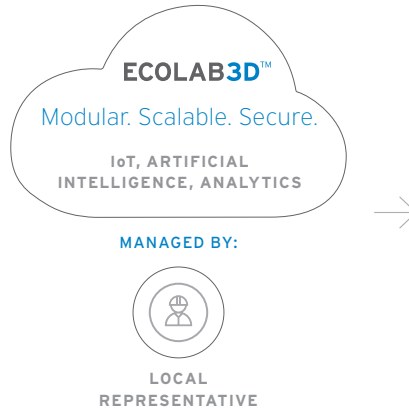 ECOLAB3D™
Modular. Scalable. Secure.
IoT, ARTIFICIAL
INTELLIGENCE, ANALYTICS
MANAGED BY:
LOCAL
REPRESENTATIVE